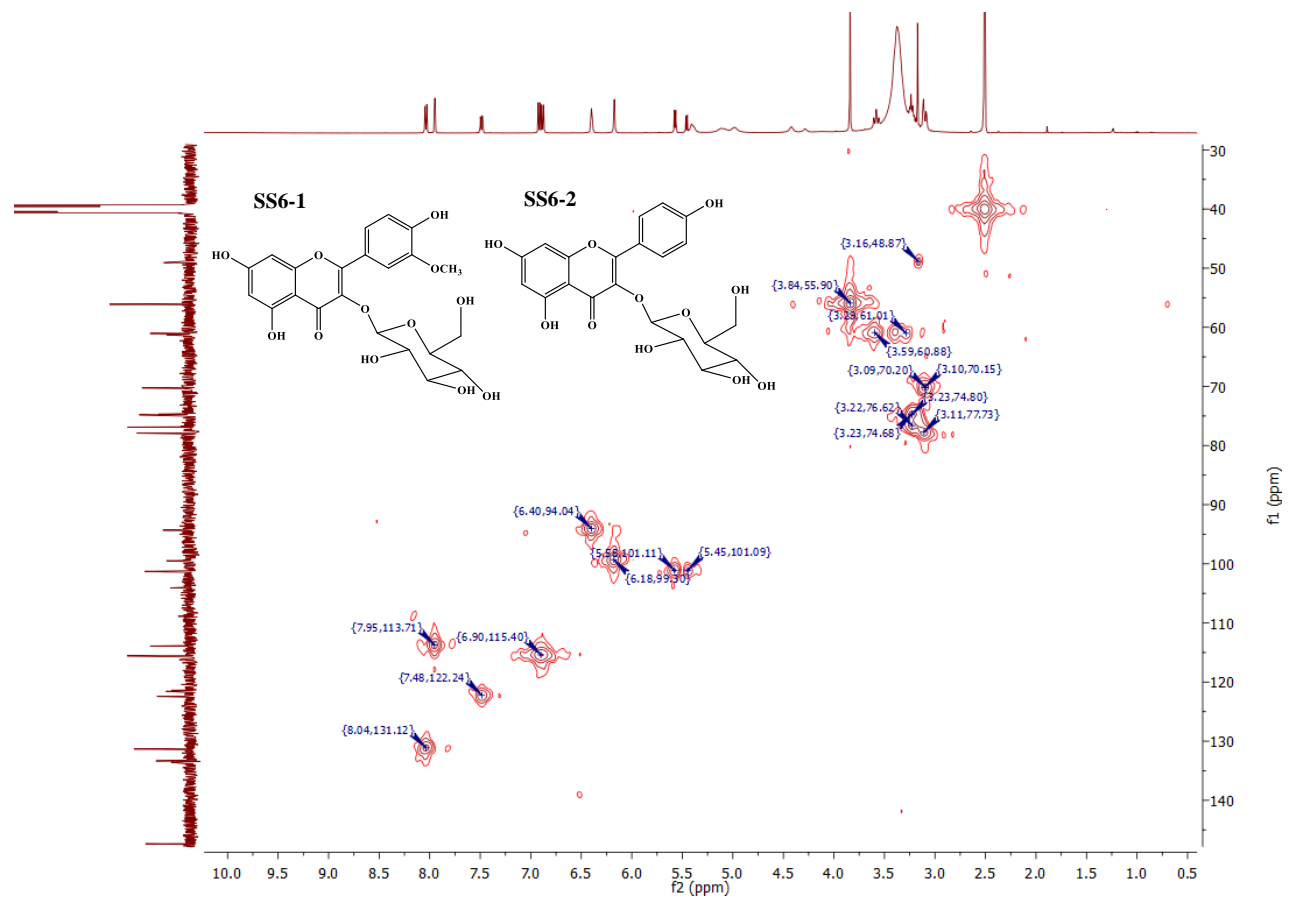 SS6-1
SS6-2
OH
HO
O
O
CH3
OH
O
O
O
OH
HO
HO
OH
OH
OH
HO
O
OH
O
O
O
OH
HO
HO
OH
OH
{3.16,48.87}
{3.84,55.90}
{3.29,61.01}
{3.59,60.88}
{3.09,70.20}
{3.10,70.15}
{3.23,74.80}
{3.22,76.62}
{3.11,77.73}
{3.23,74.68}
{6.40,94.04}
{5.58,101.11}
{5.45,101.09}
{6.18,99.30}
{7.95,113.71}
{6.90,115.40}
{7.48,122.24}
{8.04,131.12}
30
40
50
60
70
80
90
100
110
120
130
140
f1 (ppm)
10.0 9.5 9.0 8.5 8.0 7.5 7.0 6.5 6.0 5.5 5.0 4.5 4.0 3.5 3.0 2.5 2.0 1.5 1.0 0.5
f2 (ppm)